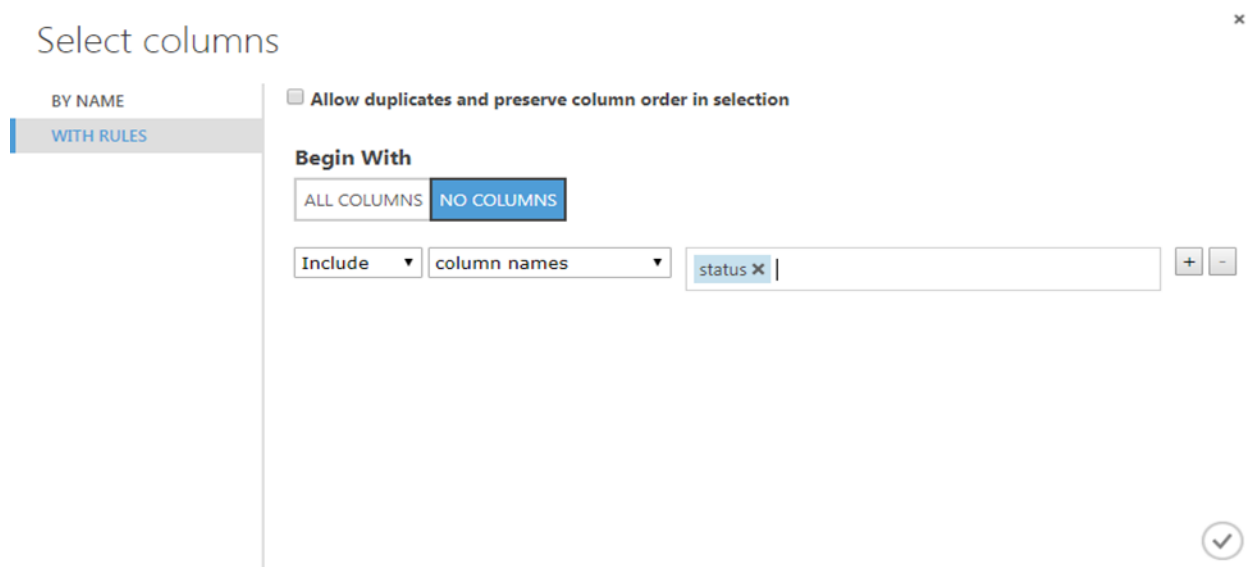 Select columns
BY NAME
WITH RULES
Allow duplicates and preserve column order in selection
Begin With
ALL COLUMNS NO COLUMNS
Include column names status
+ -